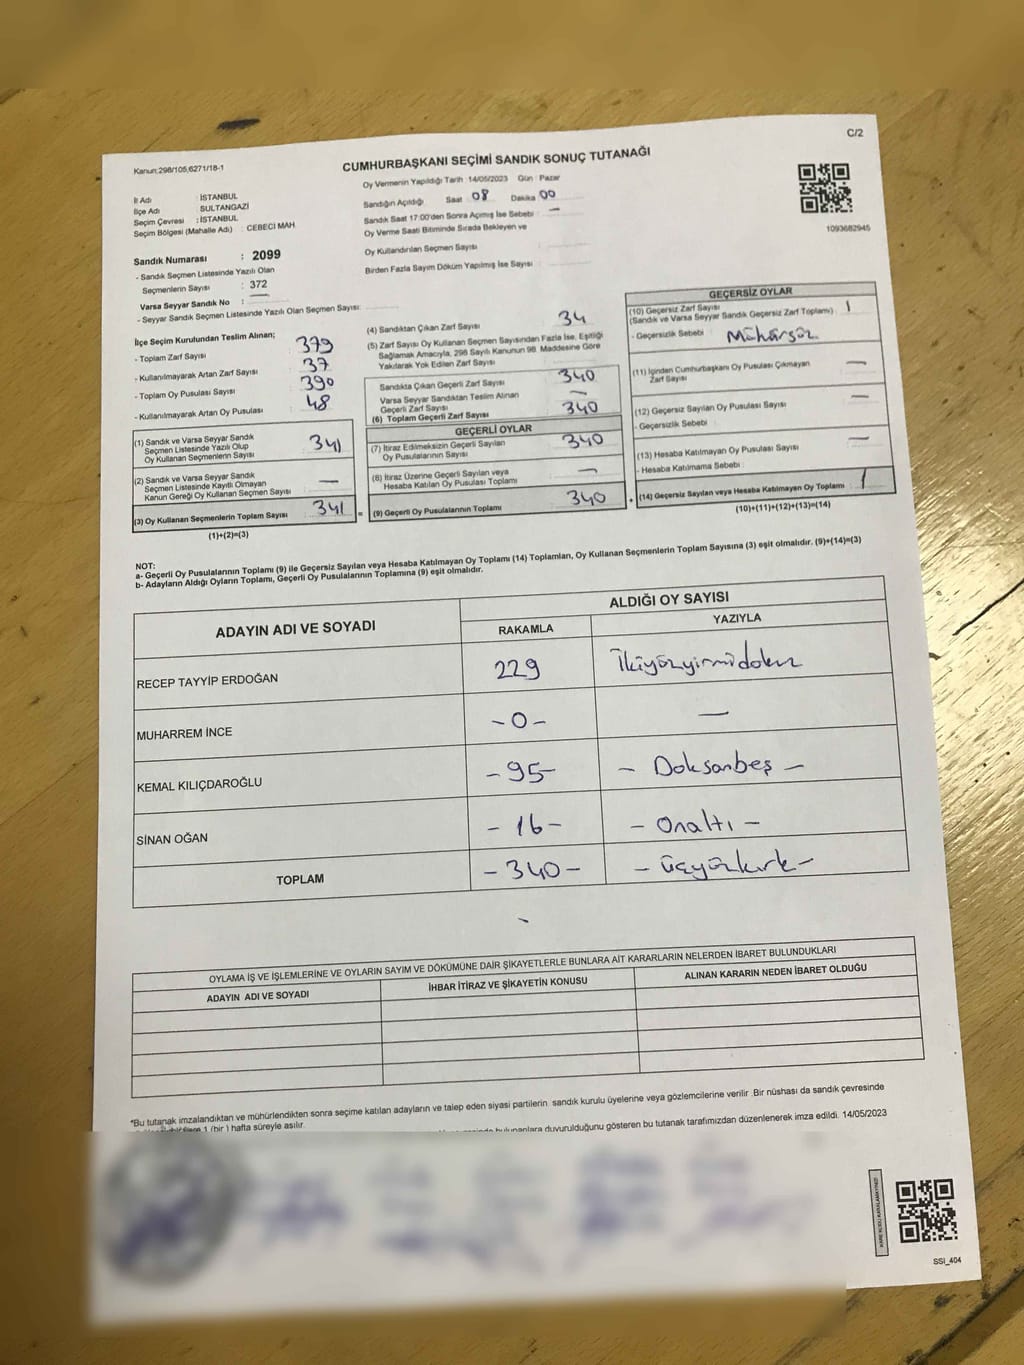 C/2
Kanun:298/105,6271/18-1
CUMHURBAŞKANI SEÇİMİ SANDIK SONUÇ TUTANAĞI
İl Adı : İSTANBUL
İlçe Adı : SULTANGAZİ
Seçim Çevresi : İSTANBUL
Seçim Bölgesi (Mahalle Adı) : CEBECİ MAH.
Sandık Numarası : 2099
- Sandık Seçmen Listesinde Yazılı Olan
Seçmenlerin Sayısı : 372
Varsa Seyyar Sandık No : —
- Seyyar Sandık Seçmen Listesinde Yazılı Olan Seçmen Sayısı:
Oy Vermenin Yapıldığı Tarih : 14/05/2023 Gün : Pazar
Sandığın Açıldığı Saat 08 Dakika 00
Sandık Saat 17:00'den Sonra Açımış İse Sebebi : —
Oy Verme Saati Bitiminde Sırada Bekleyen ve
Oy Kullandırılan Seçmen Sayısı :
Birden Fazla Sayım Döküm Yapılmış İse Sayısı :
1093682945
İlçe Seçim Kurulundan Teslim Alınan;
- Toplam Zarf Sayısı : 379
- Kullanılmayarak Artan Zarf Sayısı : 37
- Toplam Oy Pusulası Sayısı : 390
- Kullanılmayarak Artan Oy Pusulası : 48
(1) Sandık ve Varsa Seyyar Sandık
Seçmen Listesinde Yazılı Olup
Oy Kullanan Seçmenlerin Sayısı : 341
(2) Sandık ve Varsa Seyyar Sandık
Seçmen Listesinde Kayıtlı Olmayan
Kanun Gereği Oy Kullanan Seçmen Sayısı : —
(3) Oy Kullanan Seçmenlerin Toplam Sayısı : 341 =
(1)+(2)=(3)
(4) Sandıktan Çıkan Zarf Sayısı : 34
(5) Zarf Sayısı Oy Kullanan Seçmen Sayısından Fazla İse, Eşitliği
Sağlamak Amacıyla, 298 Sayılı Kanunun 98. Maddesine Göre
Yakılarak Yok Edilen Zarf Sayısı :
Sandıkta Çıkan Geçerli Zarf Sayısı : 340
Varsa Seyyar Sandıktan Teslim Alınan
Geçerli Zarf Sayısı : —
(6) Toplam Geçerli Zarf Sayısı : 340
GEÇERLİ OYLAR
(7) İtiraz Edilmeksizin Geçerli Sayılan
Oy Pusulalarının Sayısı : 340
(8) İtiraz Üzerine Geçerli Sayılan veya
Hesaba Katılan Oy Pusulası Toplamı : —
(9) Geçerli Oy Pusulalarının Toplamı : 340 +
GEÇERSİZ OYLAR
(10) Geçersiz Zarf Sayısı
(Sandık ve Varsa Seyyar Sandık Geçersiz Zarf Toplamı) : 1
- Geçersizlik Sebebi : Mühürsüz
(11) İçinden Cumhurbaşkanı Oy Pusulası Çıkmayan
Zarf Sayısı : —
(12) Geçersiz Sayılan Oy Pusulası Sayısı : —
- Geçersizlik Sebebi :
(13) Hesaba Katılmayan Oy Pusulası Sayısı : —
- Hesaba Katılmama Sebebi :
(14) Geçersiz Sayılan veya Hesaba Katılmayan Oy Toplamı : 1
(10)+(11)+(12)+(13)=(14)
NOT:
a- Geçerli Oy Pusulalarının Toplamı (9) ile Geçersiz Sayılan veya Hesaba Katılmayan Oy Toplamı (14) Toplamları, Oy Kullanan Seçmenlerin Toplam Sayısına (3) eşit olmalıdır. (9)+(14)=(3)
b- Adayların Aldığı Oyların Toplamı, Geçerli Oy Pusulalarının Toplamına (9) eşit olmalıdır.
ADAYIN ADI VE SOYADI
ALDIĞI OY SAYISI
RAKAMLA YAZIYLA
RECEP TAYYİP ERDOĞAN 229 İkiyüzyirmidokuz
MUHARREM İNCE -0- —
KEMAL KILIÇDAROĞLU -95- - Doksanbeş -
SİNAN OĞAN -16- - Onaltı -
TOPLAM -340- - üçyüzkırk -
OYLAMA İŞ VE İŞLEMLERİNE VE OYLARIN SAYIM VE DÖKÜMÜNE DAİR ŞİKAYETLERLE BUNLARA AİT KARARLARIN NELERDEN İBARET BULUNDUKLARI
ADAYIN ADI VE SOYADI İHBAR İTİRAZ VE ŞİKAYETİN KONUSU ALINAN KARARIN NEDEN İBARET OLDUĞU
*Bu tutanak imzalandıktan ve mühürlendikten sonra seçime katılan adayların ve talep eden siyasi partilerin sandık kurulu üyelerine veya gözlemcilerine verilir .Bir nüshası da sandık çevresinde
1 (bir ) hafta süreyle asılır.
bulunanlara duyurulduğunu gösteren bu tutanak tarafımızdan düzenlenerek imza edildi. 14/05/2023
SSİ_404